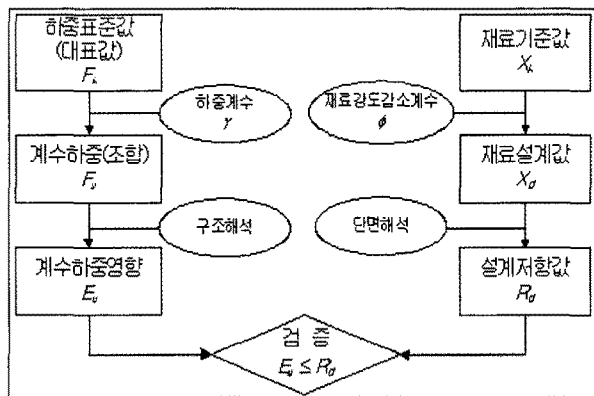 하중표준값
(대표값)
Fk
재료기준값
Xk
하중계수
γ
재료강도감소계수
ϕ
계수하중(조합)
Fu
재료설계값
Xd
구조해석
단면해석
계수하중영향
Eu
설계저항값
Rd
검 증
Eu ≤ Rd